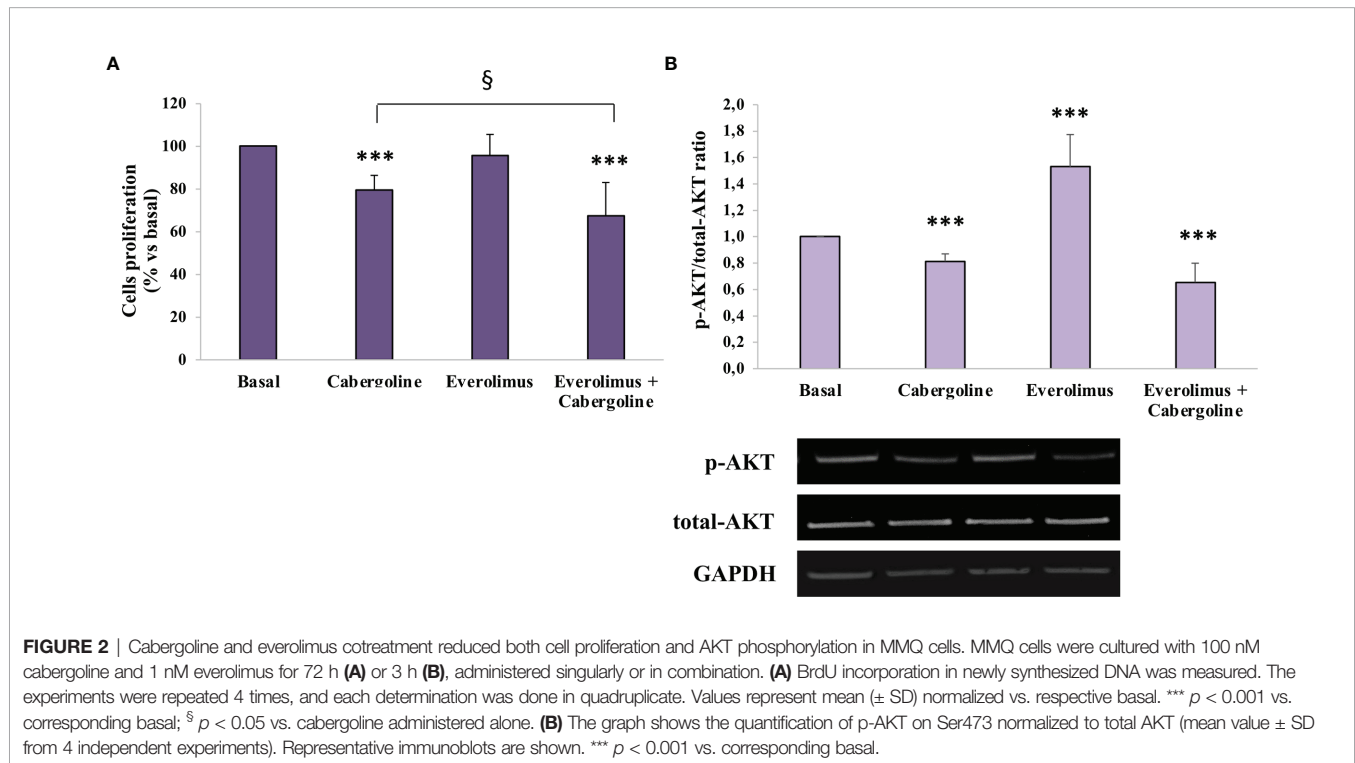 A
§
120
100
80
60
40
20
0
Cells proliferation
(% vs basal)
***
***
Basal
Cabergoline
Everolimus
Everolimus +
Cabergoline
B
2,0
1,8
1,6
1,4
1,2
1,0
0,8
0,6
0,4
0,2
0,0
p-AKT/total-AKT ratio
***
***
***
Basal
Cabergoline
Everolimus
Everolimus +
Cabergoline
p-AKT
total-AKT
GAPDH
FIGURE 2 | Cabergoline and everolimus cotreatment reduced both cell proliferation and AKT phosphorylation in MMQ cells. MMQ cells were cultured with 100 nM
cabergoline and 1 nM everolimus for 72 h (A) or 3 h (B), administered singularly or in combination. (A) BrdU incorporation in newly synthesized DNA was measured. The
experiments were repeated 4 times, and each determination was done in quadruplicate. Values represent mean (± SD) normalized vs. respective basal. *** p < 0.001 vs.
corresponding basal; § p < 0.05 vs. cabergoline administered alone. (B) The graph shows the quantification of p-AKT on Ser473 normalized to total AKT (mean value ± SD
from 4 independent experiments). Representative immunoblots are shown. *** p < 0.001 vs. corresponding basal.